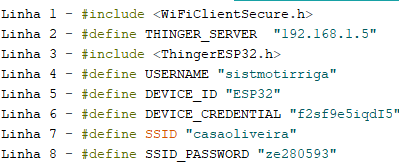 Linha 1 - #include <WiFiClientSecure.h>
Linha 2 - #define THINGER_SERVER "192.168.1.5"
Linha 3 - #include <ThingerESP32.h>
Linha 4 - #define USERNAME "sistmotirriga"
Linha 5 - #define DEVICE_ID "ESP32"
Linha 6 - #define DEVICE_CREDENTIAL "f2sf9e5iqdI5"
Linha 7 - #define SSID "casaoliveira"
Linha 8 - #define SSID_PASSWORD "ze280593"